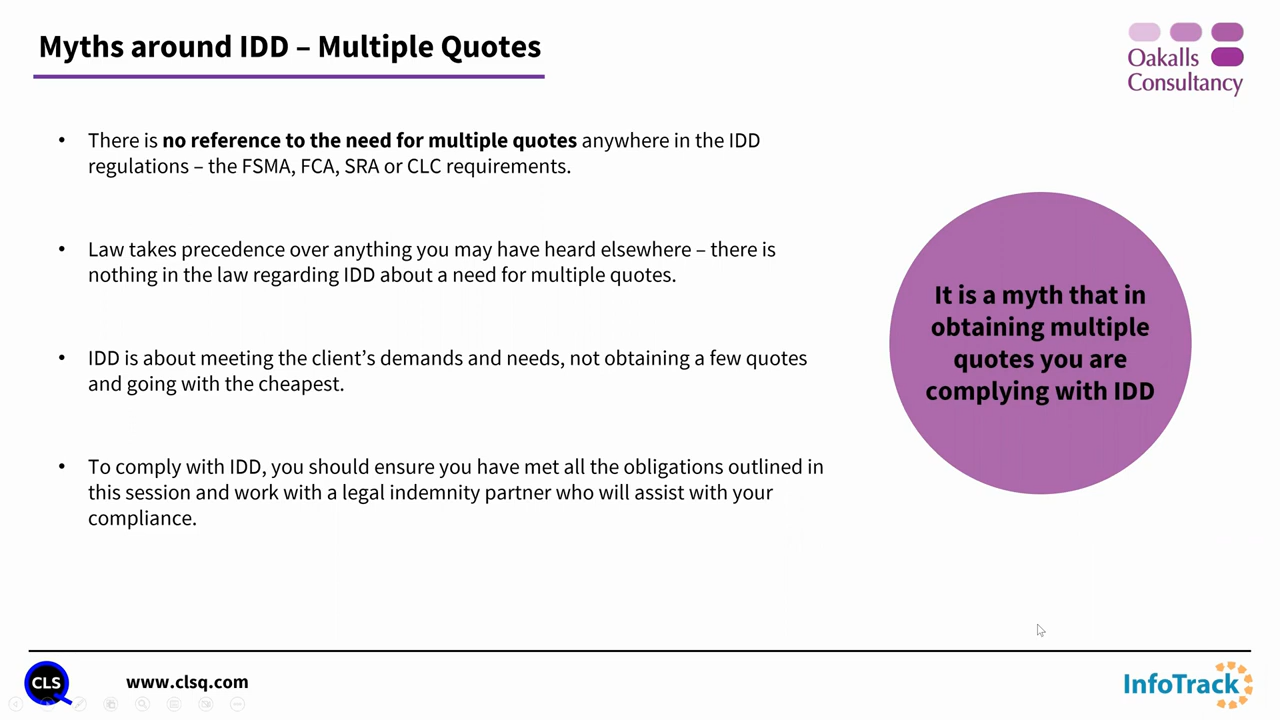 Myths around IDD – Multiple Quotes
Oakalls
Consultancy
• There is no reference to the need for multiple quotes anywhere in the IDD
regulations – the FSMA, FCA, SRA or CLC requirements.
• Law takes precedence over anything you may have heard elsewhere – there is
nothing in the law regarding IDD about a need for multiple quotes.
• IDD is about meeting the client’s demands and needs, not obtaining a few quotes
and going with the cheapest.
• To comply with IDD, you should ensure you have met all the obligations outlined in
this session and work with a legal indemnity partner who will assist with your
compliance.
It is a myth that in
obtaining multiple
quotes you are
complying with IDD
CLS
www.clsq.com
InfoTrack